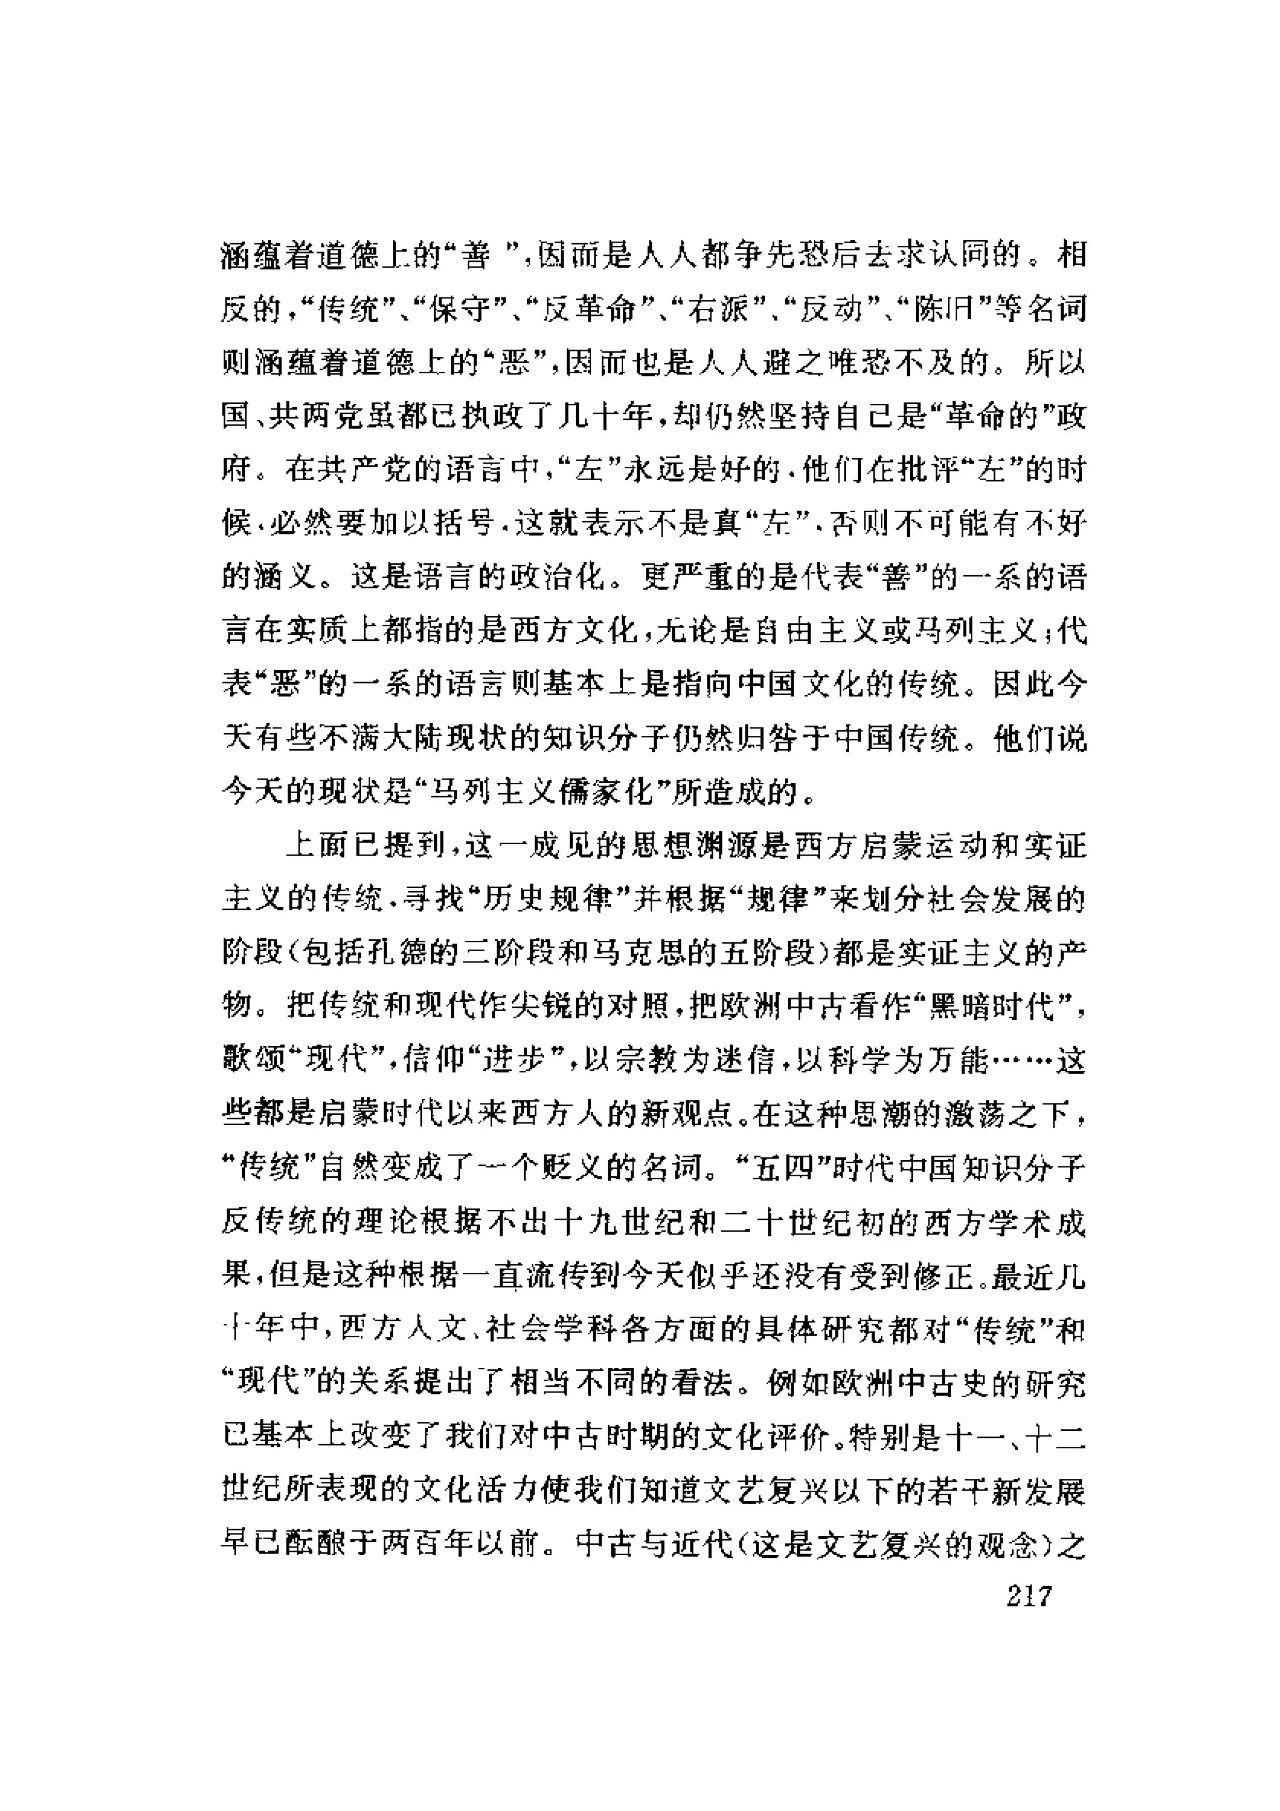 涵蕴着道德上的“善 ”,因而是人人都争先恐后去求认同的。相
反的,“传统”、“保守”、“反革命”、“右派”、“反动”、“陈旧”等名词
则涵蕴着道德上的“恶”,因而也是人人避之唯恐不及的。所以
国、共两党虽都已执政了几十年,却仍然坚持自己是“革命的”政
府。在共产党的语言中,“左”永远是好的,他们在批评“左”的时
候,必然要加以括号,这就表示不是真“左”,否则不可能有不好
的涵义。这是语言的政治化。更严重的是代表“善”的一系的语
言在实质上都指的是西方文化,无论是自由主义或马列主义;代
表“恶”的一系的语言则基本上是指向中国文化的传统。因此今
天有些不满大陆现状的知识分子仍然归咎于中国传统。他们说
今天的现状是“马列主义儒家化”所造成的。
上面已提到,这一成见的思想渊源是西方启蒙运动和实证
主义的传统,寻找“历史规律”并根据“规律”来划分社会发展的
阶段(包括孔德的三阶段和马克思的五阶段)都是实证主义的产
物。把传统和现代作尖锐的对照,把欧洲中古看作“黑暗时代”,
歌颂“现代”,信仰“进步”,以宗教为迷信,以科学为万能……这
些都是启蒙时代以来西方人的新观点。在这种思潮的激荡之下,
“传统”自然变成了一个贬义的名词。“五四”时代中国知识分子
反传统的理论根据不出十九世纪和二十世纪初的西方学术成
果,但是这种根据一直流传到今天似乎还没有受到修正。最近几
十年中,西方人文、社会学科各方面的具体研究都对“传统”和
“现代”的关系提出了相当不同的看法。例如欧洲中古史的研究
已基本上改变了我们对中古时期的文化评价。特别是十一、十二
世纪所表现的文化活力使我们知道文艺复兴以下的若干新发展
早已酝酿于两百年以前。中古与近代(这是文艺复兴的观念)之
217